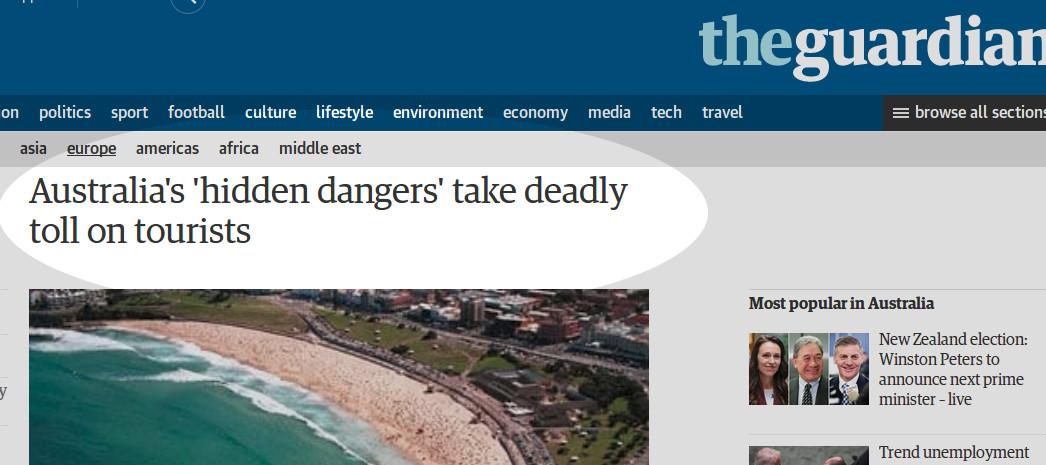 theguardian
politics sport football culture lifestyle environment economy media tech travel
browse all sections
asia europe americas africa middle east
Australia's 'hidden dangers' take deadly
toll on tourists
Most popular in Australia
New Zealand election:
Winston Peters to
announce next prime
minister – live
Trend unemployment